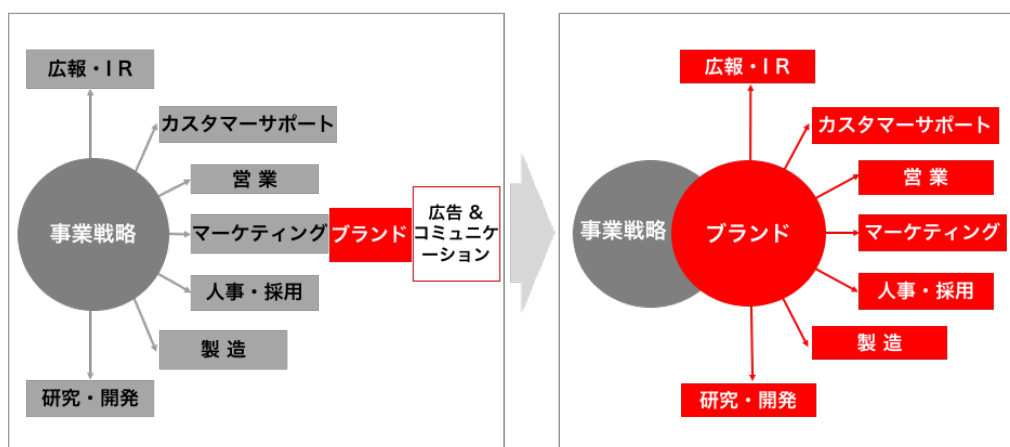 広報・IR
カスタマーサポート
営 業
事業戦略
マーケティング
ブランド
広告 &
コミュニケ
ーション
人事・採用
製 造
研究・開発
広報・IR
カスタマーサポート
営 業
事業戦略
ブランド
マーケティング
人事・採用
製 造
研究・開発